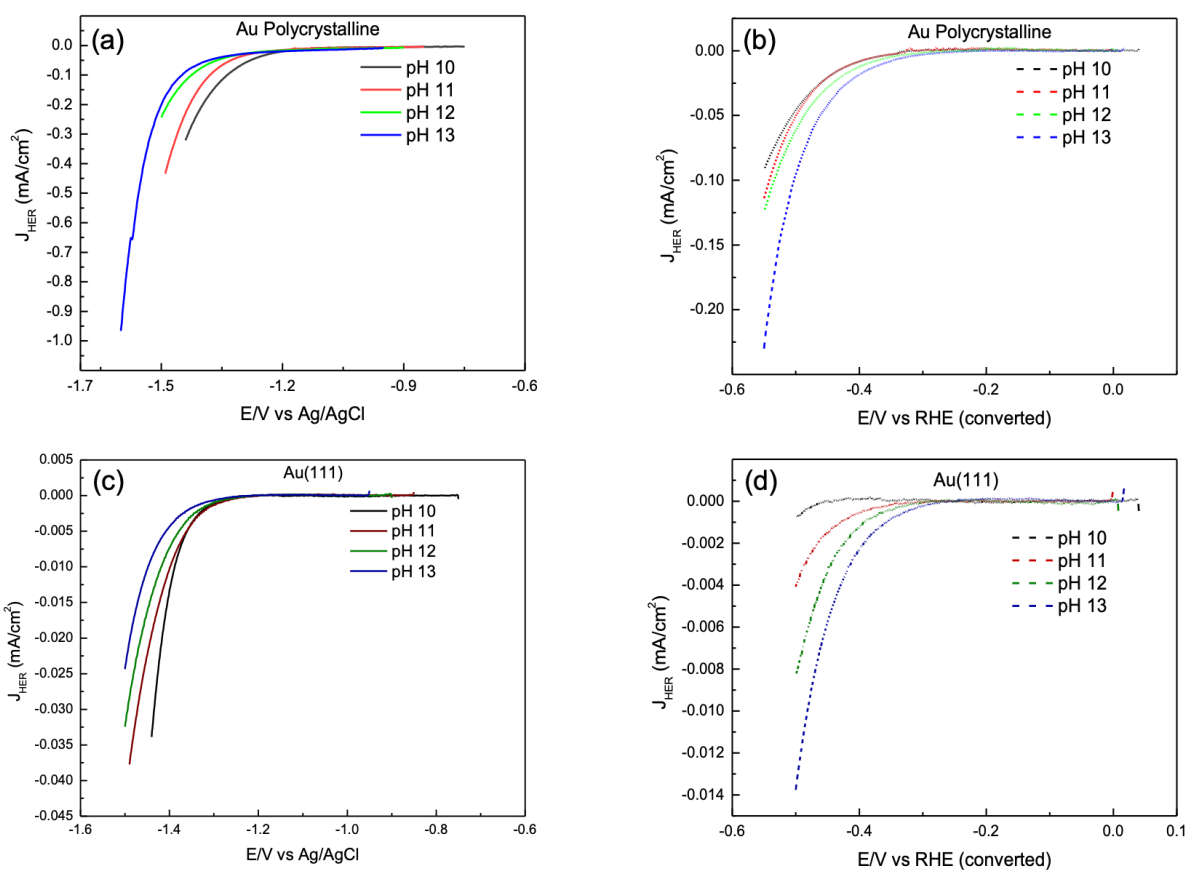 (a)
Au Polycrystalline
0.0
-0.1
-0.2
-0.3
-0.4
-0.5
-0.6
-0.7
-0.8
-0.9
-1.0
pH 10
pH 11
pH 12
pH 13
J_HER (mA/cm²)
-1.7
-1.5
-1.2
-0.9
-0.6
E/V vs Ag/AgCl
(b)
Au Polycrystalline
0.00
-0.05
-0.10
-0.15
-0.20
pH 10
pH 11
pH 12
pH 13
J_HER (mA/cm²)
-0.6
-0.4
-0.2
0.0
0.1
E/V vs RHE (converted)
(c)
Au(111)
0.005
0.000
-0.005
-0.010
-0.015
-0.020
-0.025
-0.030
-0.035
-0.040
-0.045
pH 10
pH 11
pH 12
pH 13
J_HER (mA/cm²)
-1.6
-1.5
-1.4
-1.2
-1.0
-0.8
-0.6
E/V vs Ag/AgCl
(d)
Au(111)
0.000
-0.002
-0.004
-0.006
-0.008
-0.010
-0.012
-0.014
pH 10
pH 11
pH 12
pH 13
J_HER (mA/cm²)
-0.6
-0.4
-0.2
0.0
0.1
E/V vs RHE (converted)